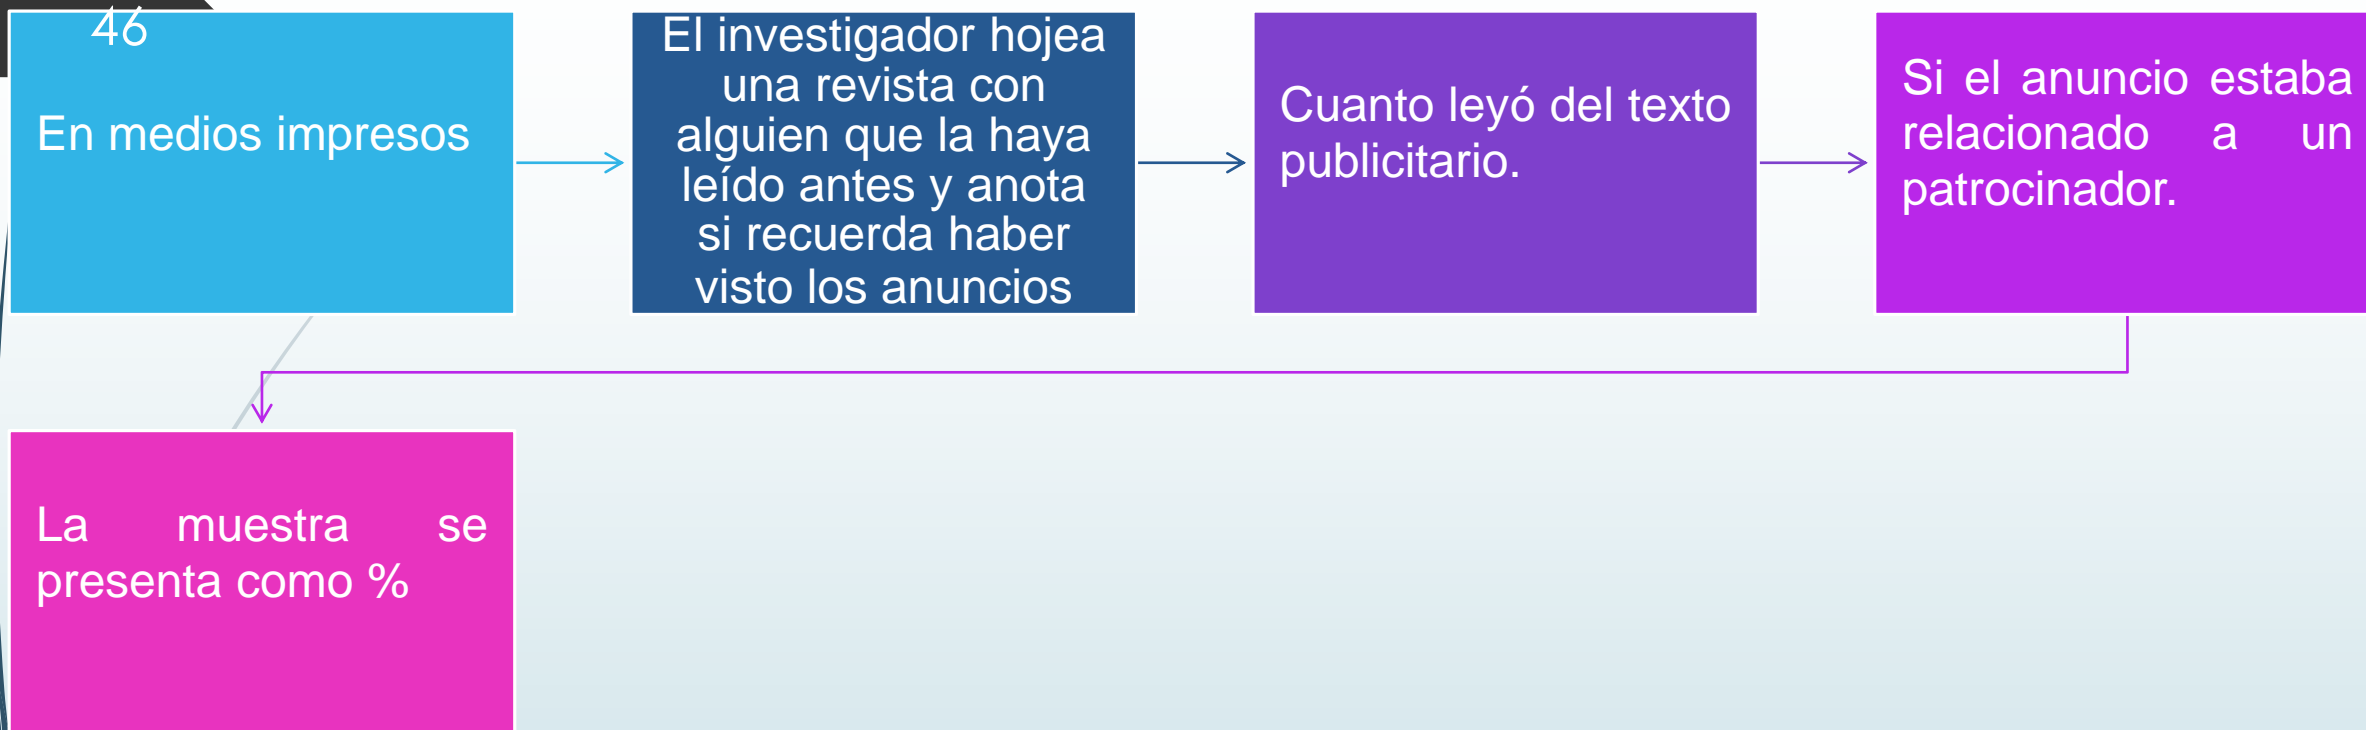 46
En medios impresos
El investigador hojea
una revista con
alguien que la haya
leído antes y anota
si recuerda haber
visto los anuncios
Cuanto leyó del texto
publicitario.
Si el anuncio estaba
relacionado a un
patrocinador.
La muestra se
presenta como %